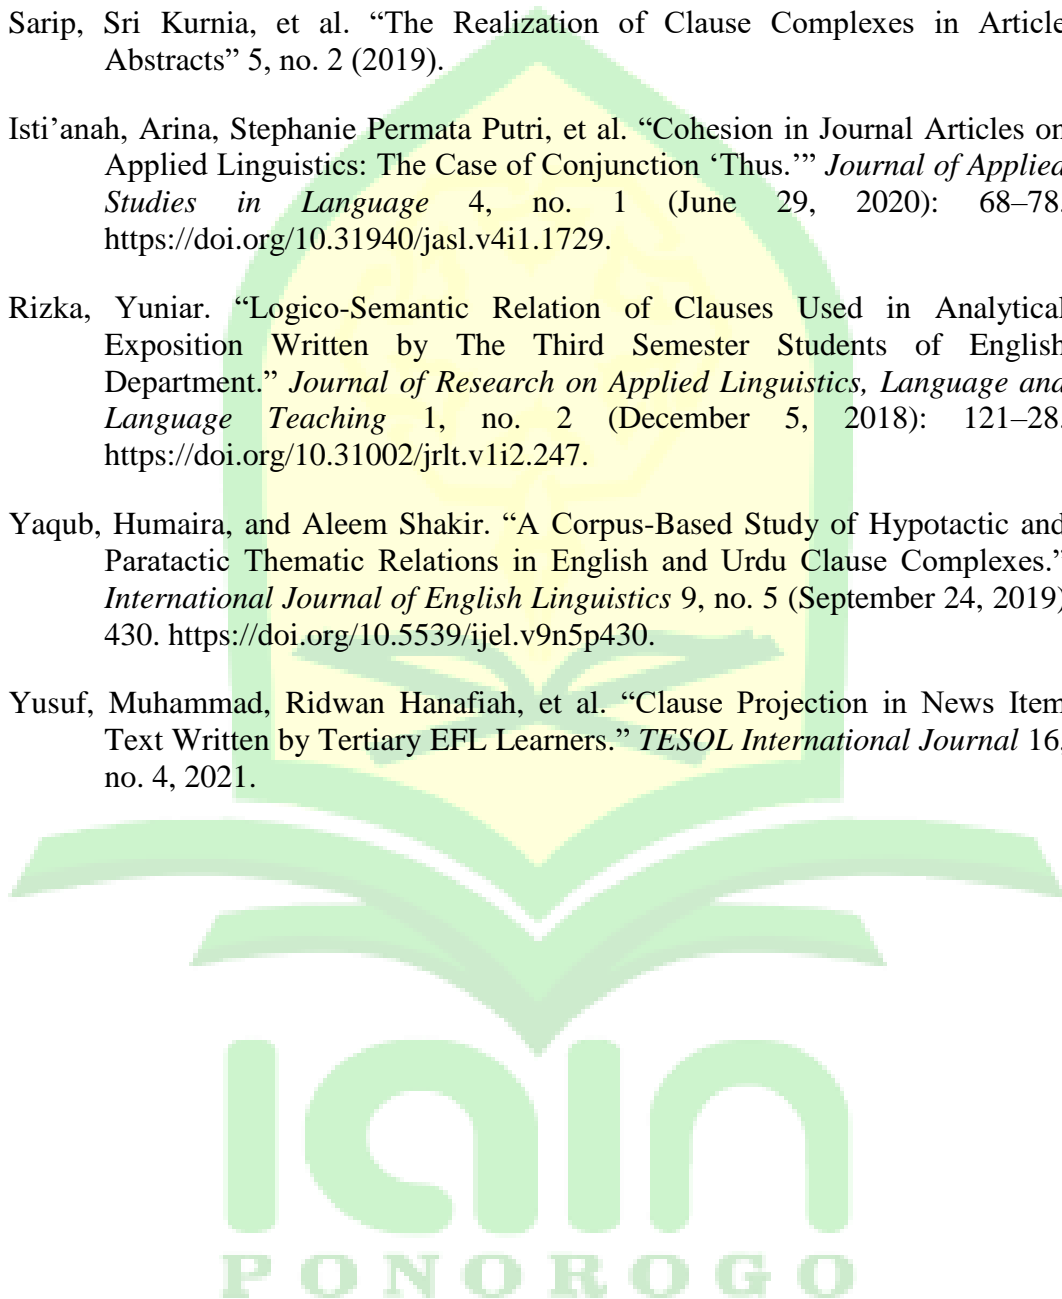 Sarip, Sri Kurnia, et al. “The Realization of Clause Complexes in Article
Abstracts” 5, no. 2 (2019).
Isti’anah, Arina, Stephanie Permata Putri, et al. “Cohesion in Journal Articles on
Applied Linguistics: The Case of Conjunction ‘Thus.’” Journal of Applied
Studies in Language 4, no. 1 (June 29, 2020): 68–78.
https://doi.org/10.31940/jasl.v4i1.1729.
Rizka, Yuniar. “Logico-Semantic Relation of Clauses Used in Analytical
Exposition Written by The Third Semester Students of English
Department.” Journal of Research on Applied Linguistics, Language and
Language Teaching 1, no. 2 (December 5, 2018): 121–28.
https://doi.org/10.31002/jrlt.v1i2.247.
Yaqub, Humaira, and Aleem Shakir. “A Corpus-Based Study of Hypotactic and
Paratactic Thematic Relations in English and Urdu Clause Complexes.”
International Journal of English Linguistics 9, no. 5 (September 24, 2019)
430. https://doi.org/10.5539/ijel.v9n5p430.
Yusuf, Muhammad, Ridwan Hanafiah, et al. “Clause Projection in News Item
Text Written by Tertiary EFL Learners.” TESOL International Journal 16,
no. 4, 2021.
iain
PONOROGO